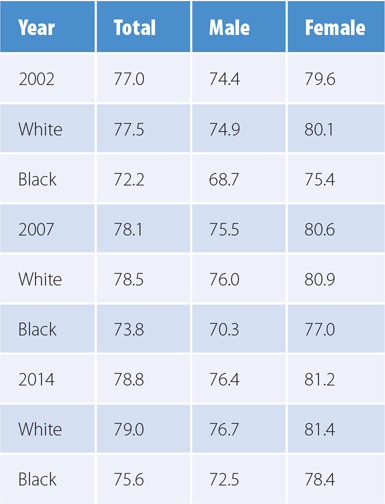 Year Total Male Female
2002 77.0 74.4 79.6
White 77.5 74.9 80.1
Black 72.2 68.7 75.4
2007 78.1 75.5 80.6
White 78.5 76.0 80.9
Black 73.8 70.3 77.0
2014 78.8 76.4 81.2
White 79.0 76.7 81.4
Black 75.6 72.5 78.4